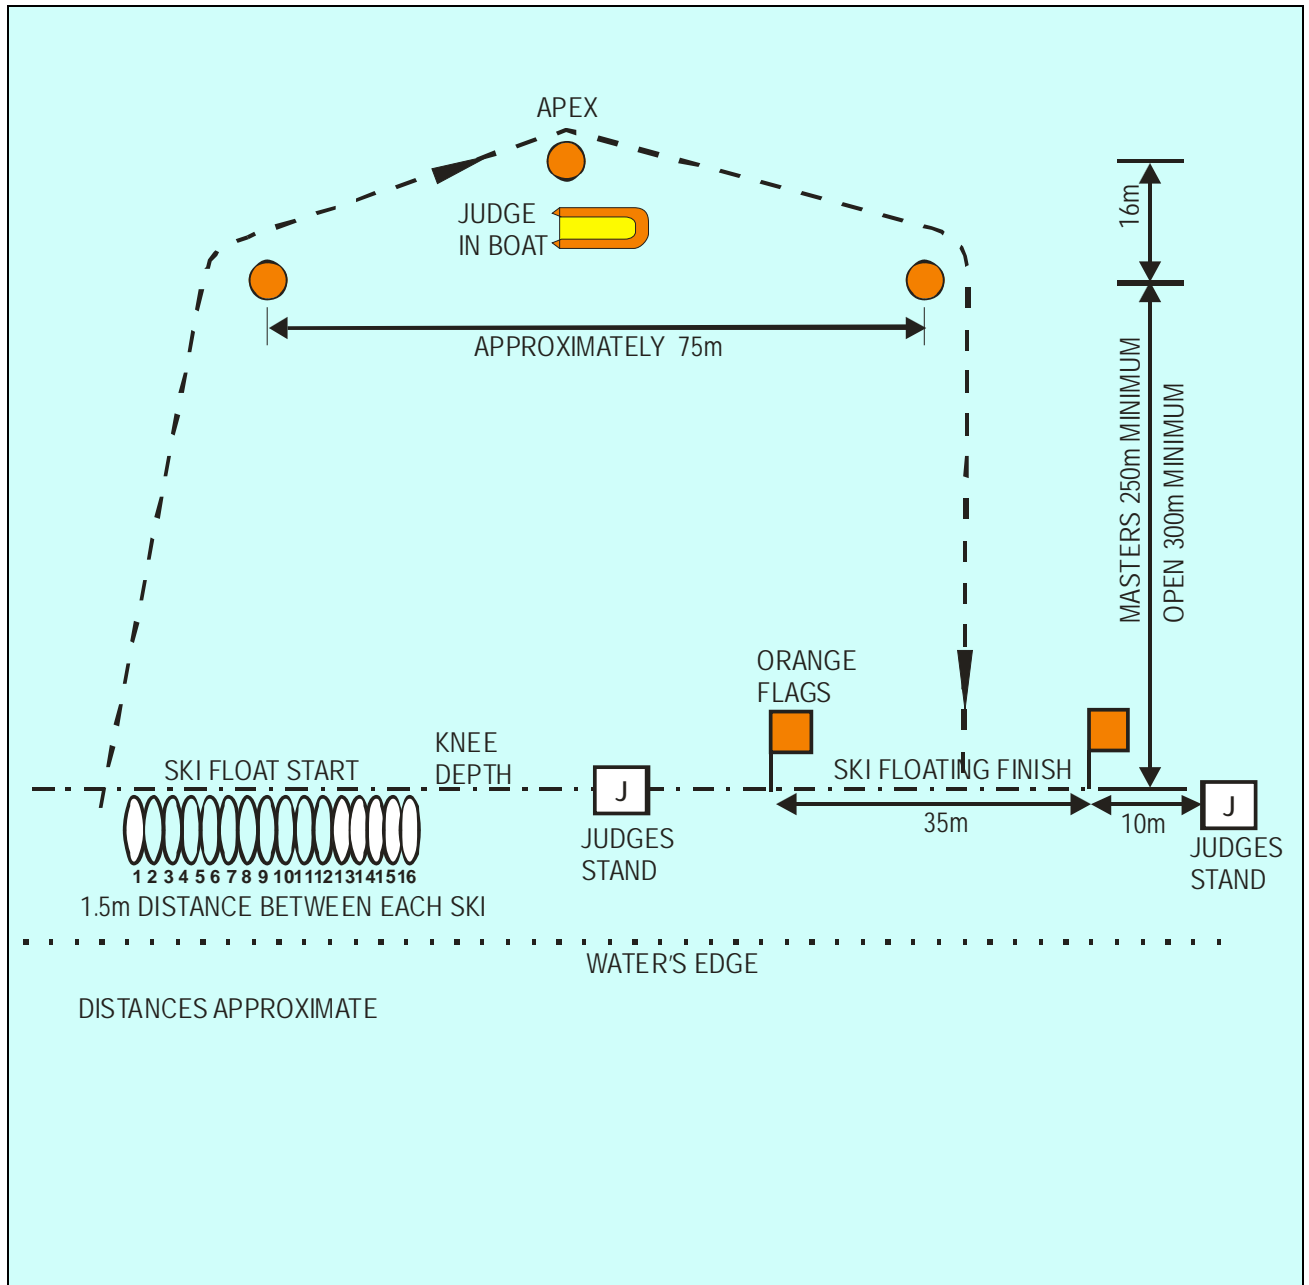 APEX
JUDGE
IN BOAT
16m
APPROXIMATELY 75m
MASTERS 250m MINIMUM
OPEN 300m MINIMUM
ORANGE
FLAGS
KNEE
DEPTH
SKI FLOAT START
SKI FLOATING FINISH
J
J
35m
10m
JUDGES
STAND
JUDGES
STAND
1 2 3 4 5 6 7 8 9 10 11 12 13 14 15 16
1.5m DISTANCE BETWEEN EACH SKI
WATER'S EDGE
DISTANCES APPROXIMATE